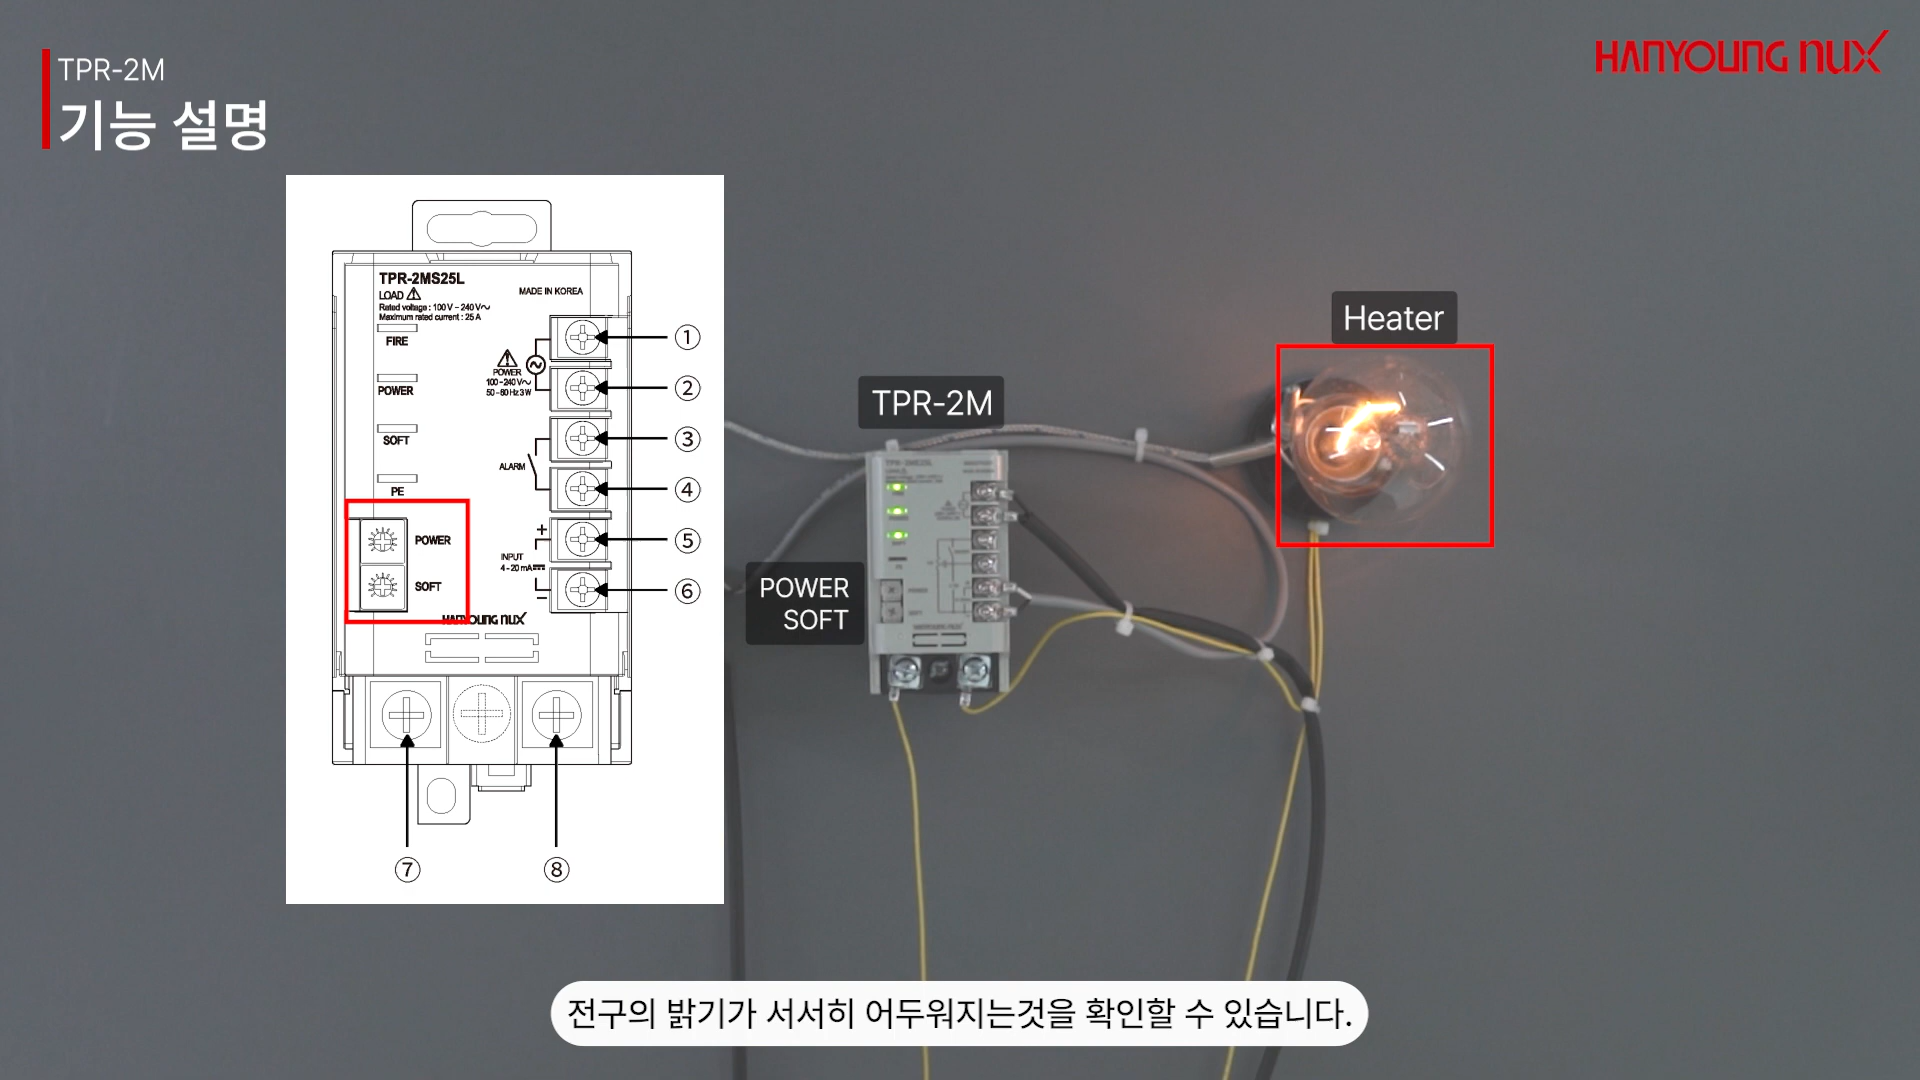 TPR-2M
기능 설명
HANYOUNG nux
TPR-2MS25L
LOAD
MADE IN KOREA
Rated voltage : 100 V ~ 240 V~
Maximum rated current : 25 A
FIRE
POWER
SOFT
PE
POWER
100~240 V~
50~60 Hz 3 W
ALARM
+
INPUT
4-20 mA
−
POWER
SOFT
HANYOUNG nux
①
②
③
④
⑤
⑥
⑦
⑧
TPR-2M
POWER
SOFT
Heater
전구의 밝기가 서서히 어두워지는것을 확인할 수 있습니다.